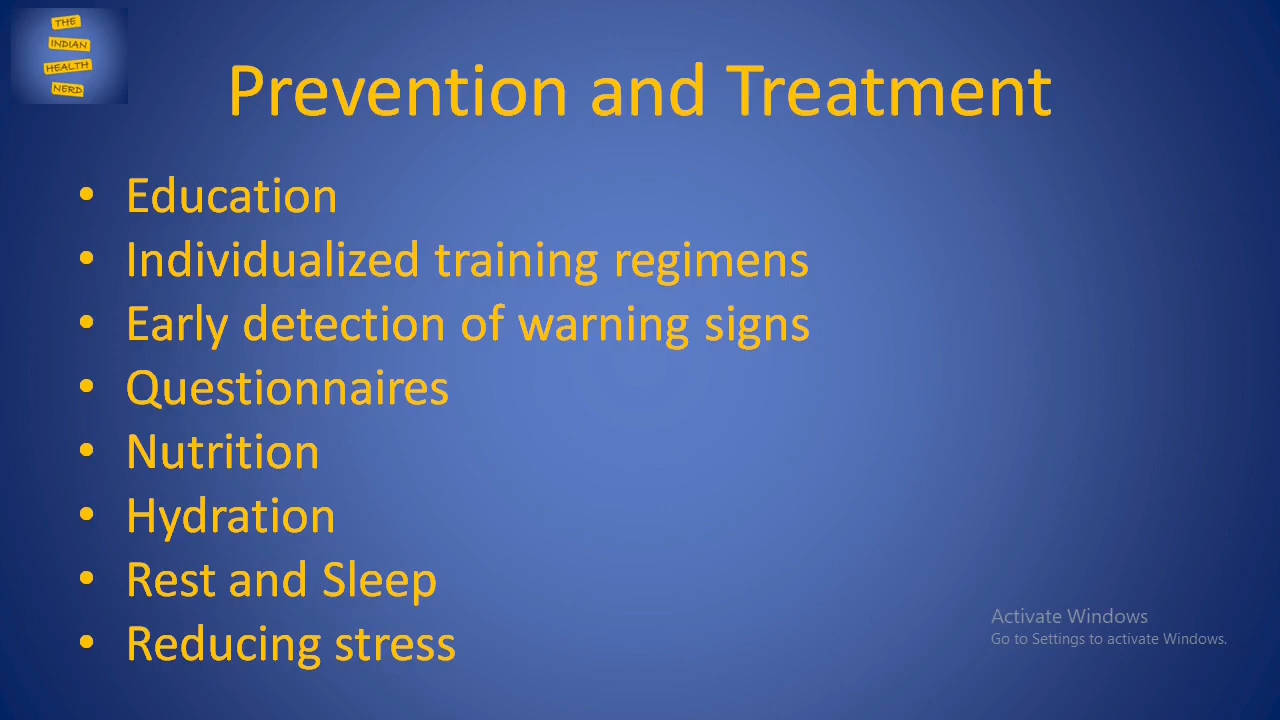 THE
INDIAN
HEALTH
NERD
Prevention and Treatment
• Education
• Individualized training regimens
• Early detection of warning signs
• Questionnaires
• Nutrition
• Hydration
• Rest and Sleep
• Reducing stress
Activate Windows
Go to Settings to activate Windows.